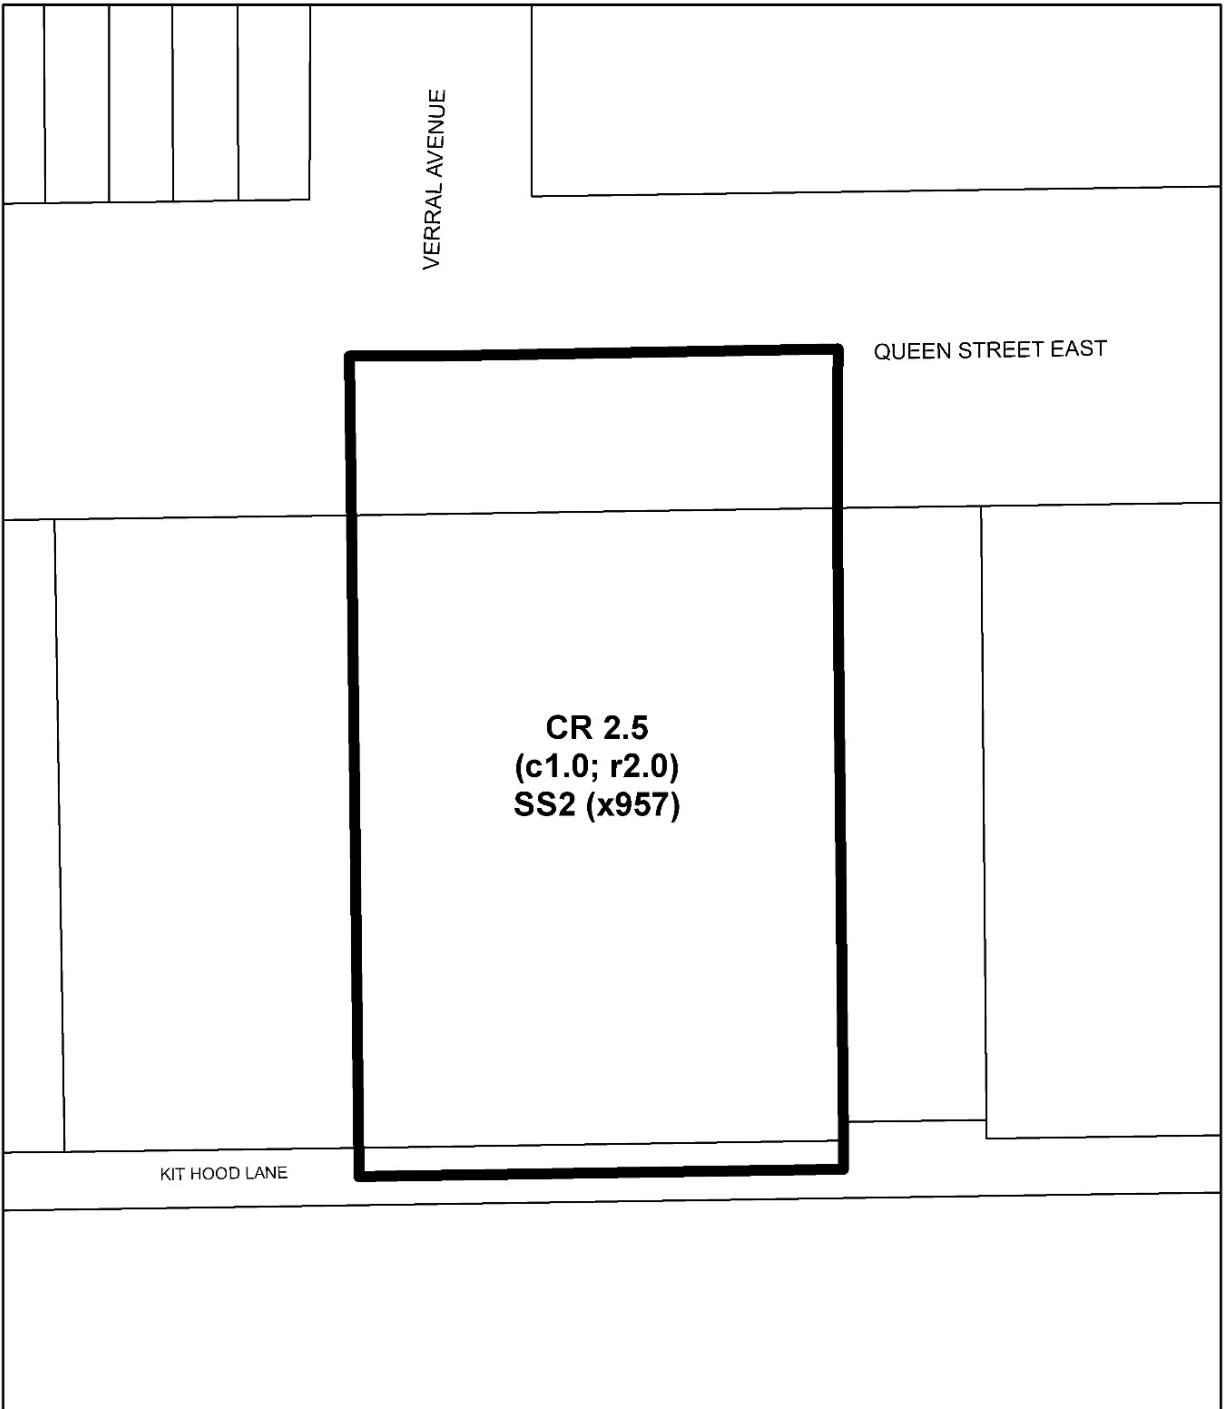 VERRAL AVENUE
QUEEN STREET EAST
CR 2.5
(c1.0; r2.0)
SS2 (x957)
KIT HOOD LANE